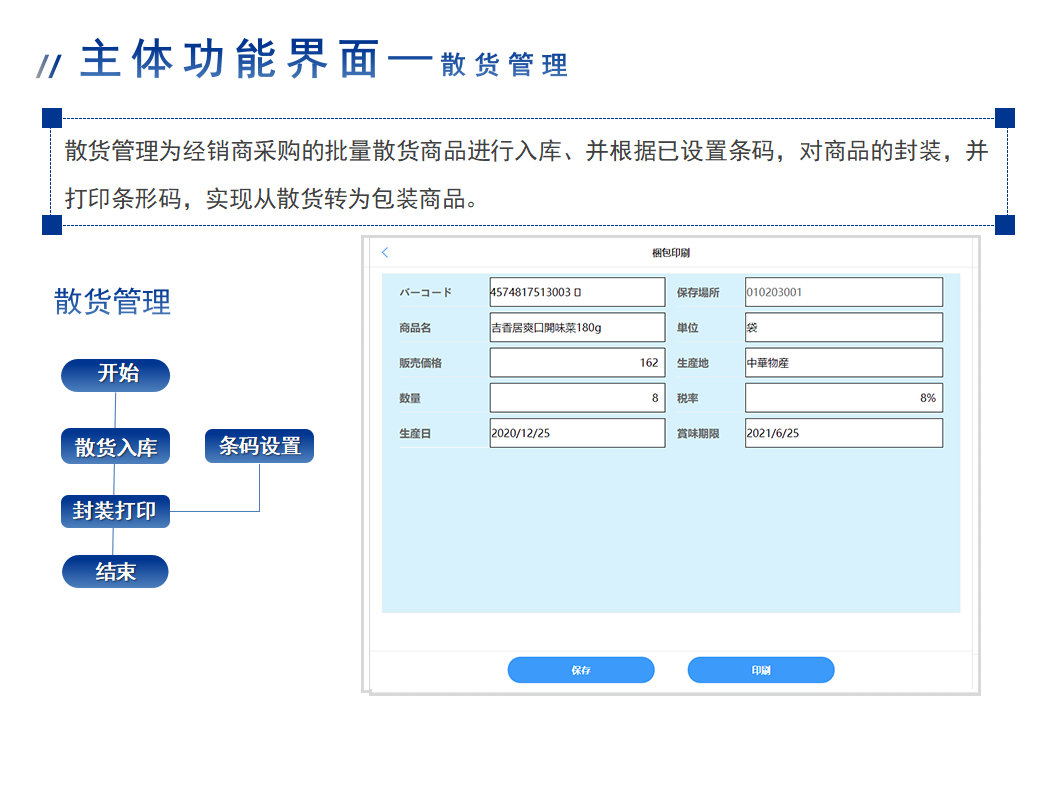 // 主体功能界面—散货管理
散货管理为经销商采购的批量散货商品进行入库、并根据已设置条码，对商品的封装，并
打印条形码，实现从散货转为包装商品。
散货管理
开始
散货入库
条码设置
封装打印
结束
梱包印刷
バーコード 4574817513003 保存場所 010203001
商品名 吉香居爽口開味菜180g 単位 袋
販売価格 162 生産地 中華物産
数量 8 税率 8%
生産日 2020/12/25 賞味期限 2021/6/25
保存 印刷